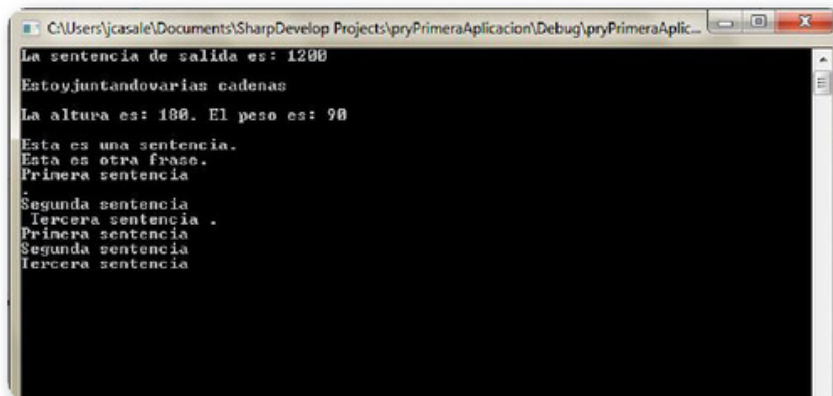 C:\Users\jcasale\Documents\SharpDevelop Projects\pryPrimeraAplicacion\Debug\pryPrimeraAplic...
La sentencia de salida es: 1200
Estoyjuntandovarias cadenas
La altura es: 180. El peso es: 90
Esta es una sentencia.
Esta es otra frase.
Primera sentencia
.
Segunda sentencia
Tercera sentencia .
Primera sentencia
Segunda sentencia
Tercera sentencia